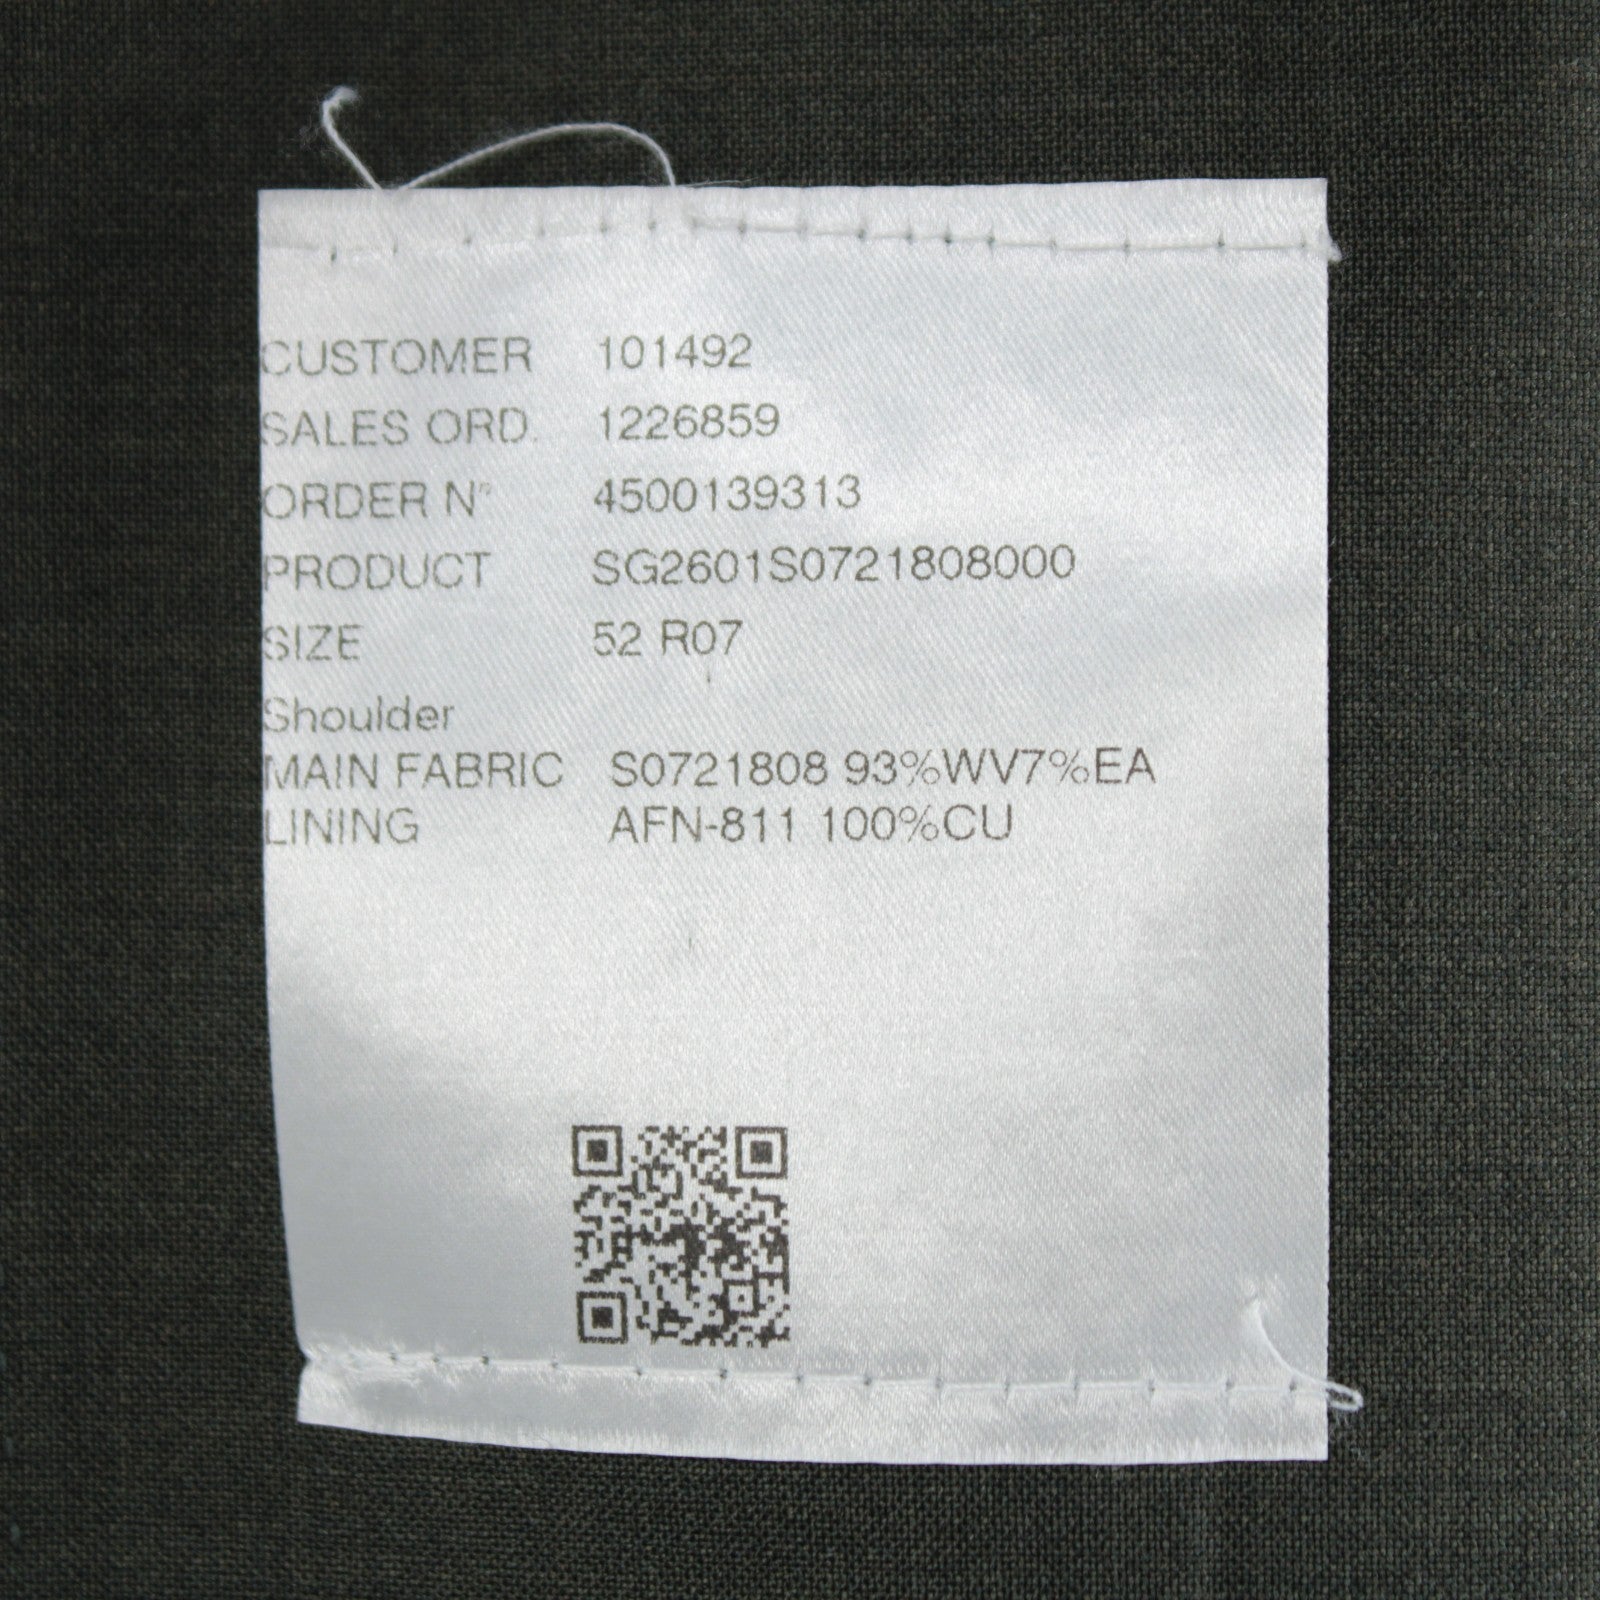 CUSTOMER 101492
SALES ORD. 1226859
ORDER N° 4500139313
PRODUCT SG2601S0721808000
SIZE 52 R07
Shoulder
MAIN FABRIC S0721808 93%WV7%EA
LINING AFN-811 100%CU